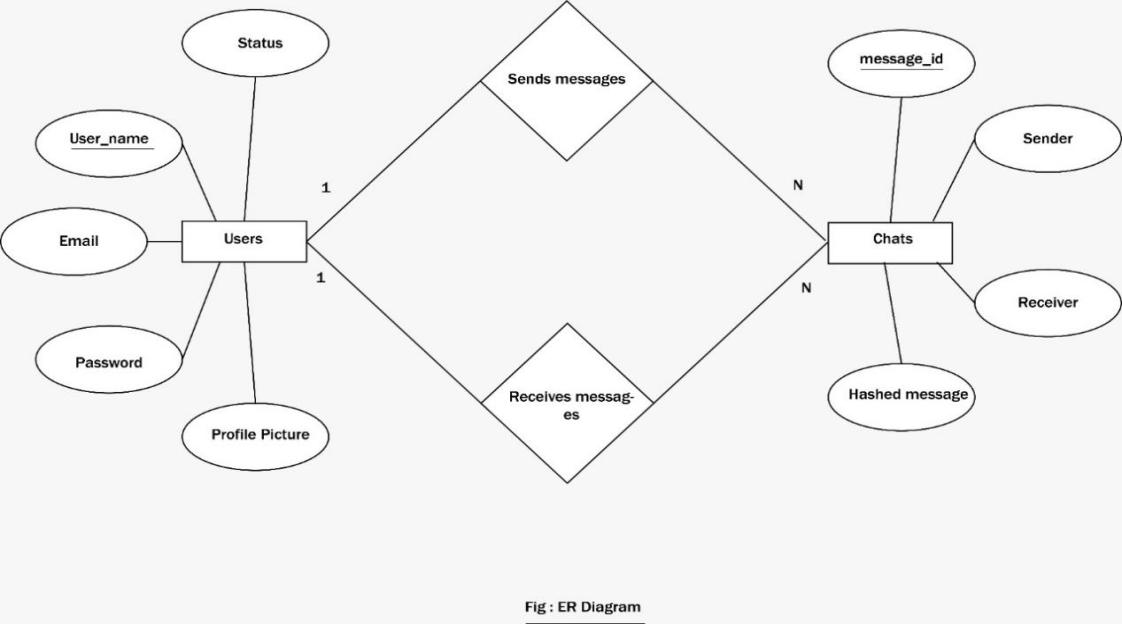 Status
message_id
Sends messages
User_name
Sender
1
N
Email
Users
Chats
1
N
Receiver
Password
Hashed message
Receives messag-
es
Profile Picture
Fig : ER Diagram